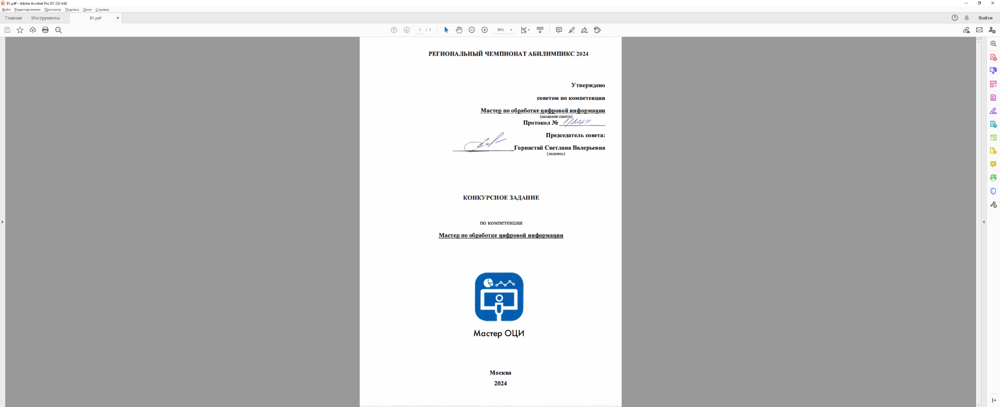 B1.pdf - Adobe Acrobat Pro DC (32-bit)
Файл Редактирование Просмотр Подпись Окно Справка
Главная Инструменты B1.pdf Войти
1 / 1 99%
РЕГИОНАЛЬНЫЙ ЧЕМПИОНАТ АБИЛИМПИКС 2024
Утверждено
советом по компетенции
Мастер по обработке цифровой информации
(название совета)
Протокол № 1/2024
Председатель совета:
Горнастай Светлана Валерьевна
(подпись)
КОНКУРСНОЕ ЗАДАНИЕ
по компетенции
Мастер по обработке цифровой информации
Мастер ОЦИ
Москва
2024